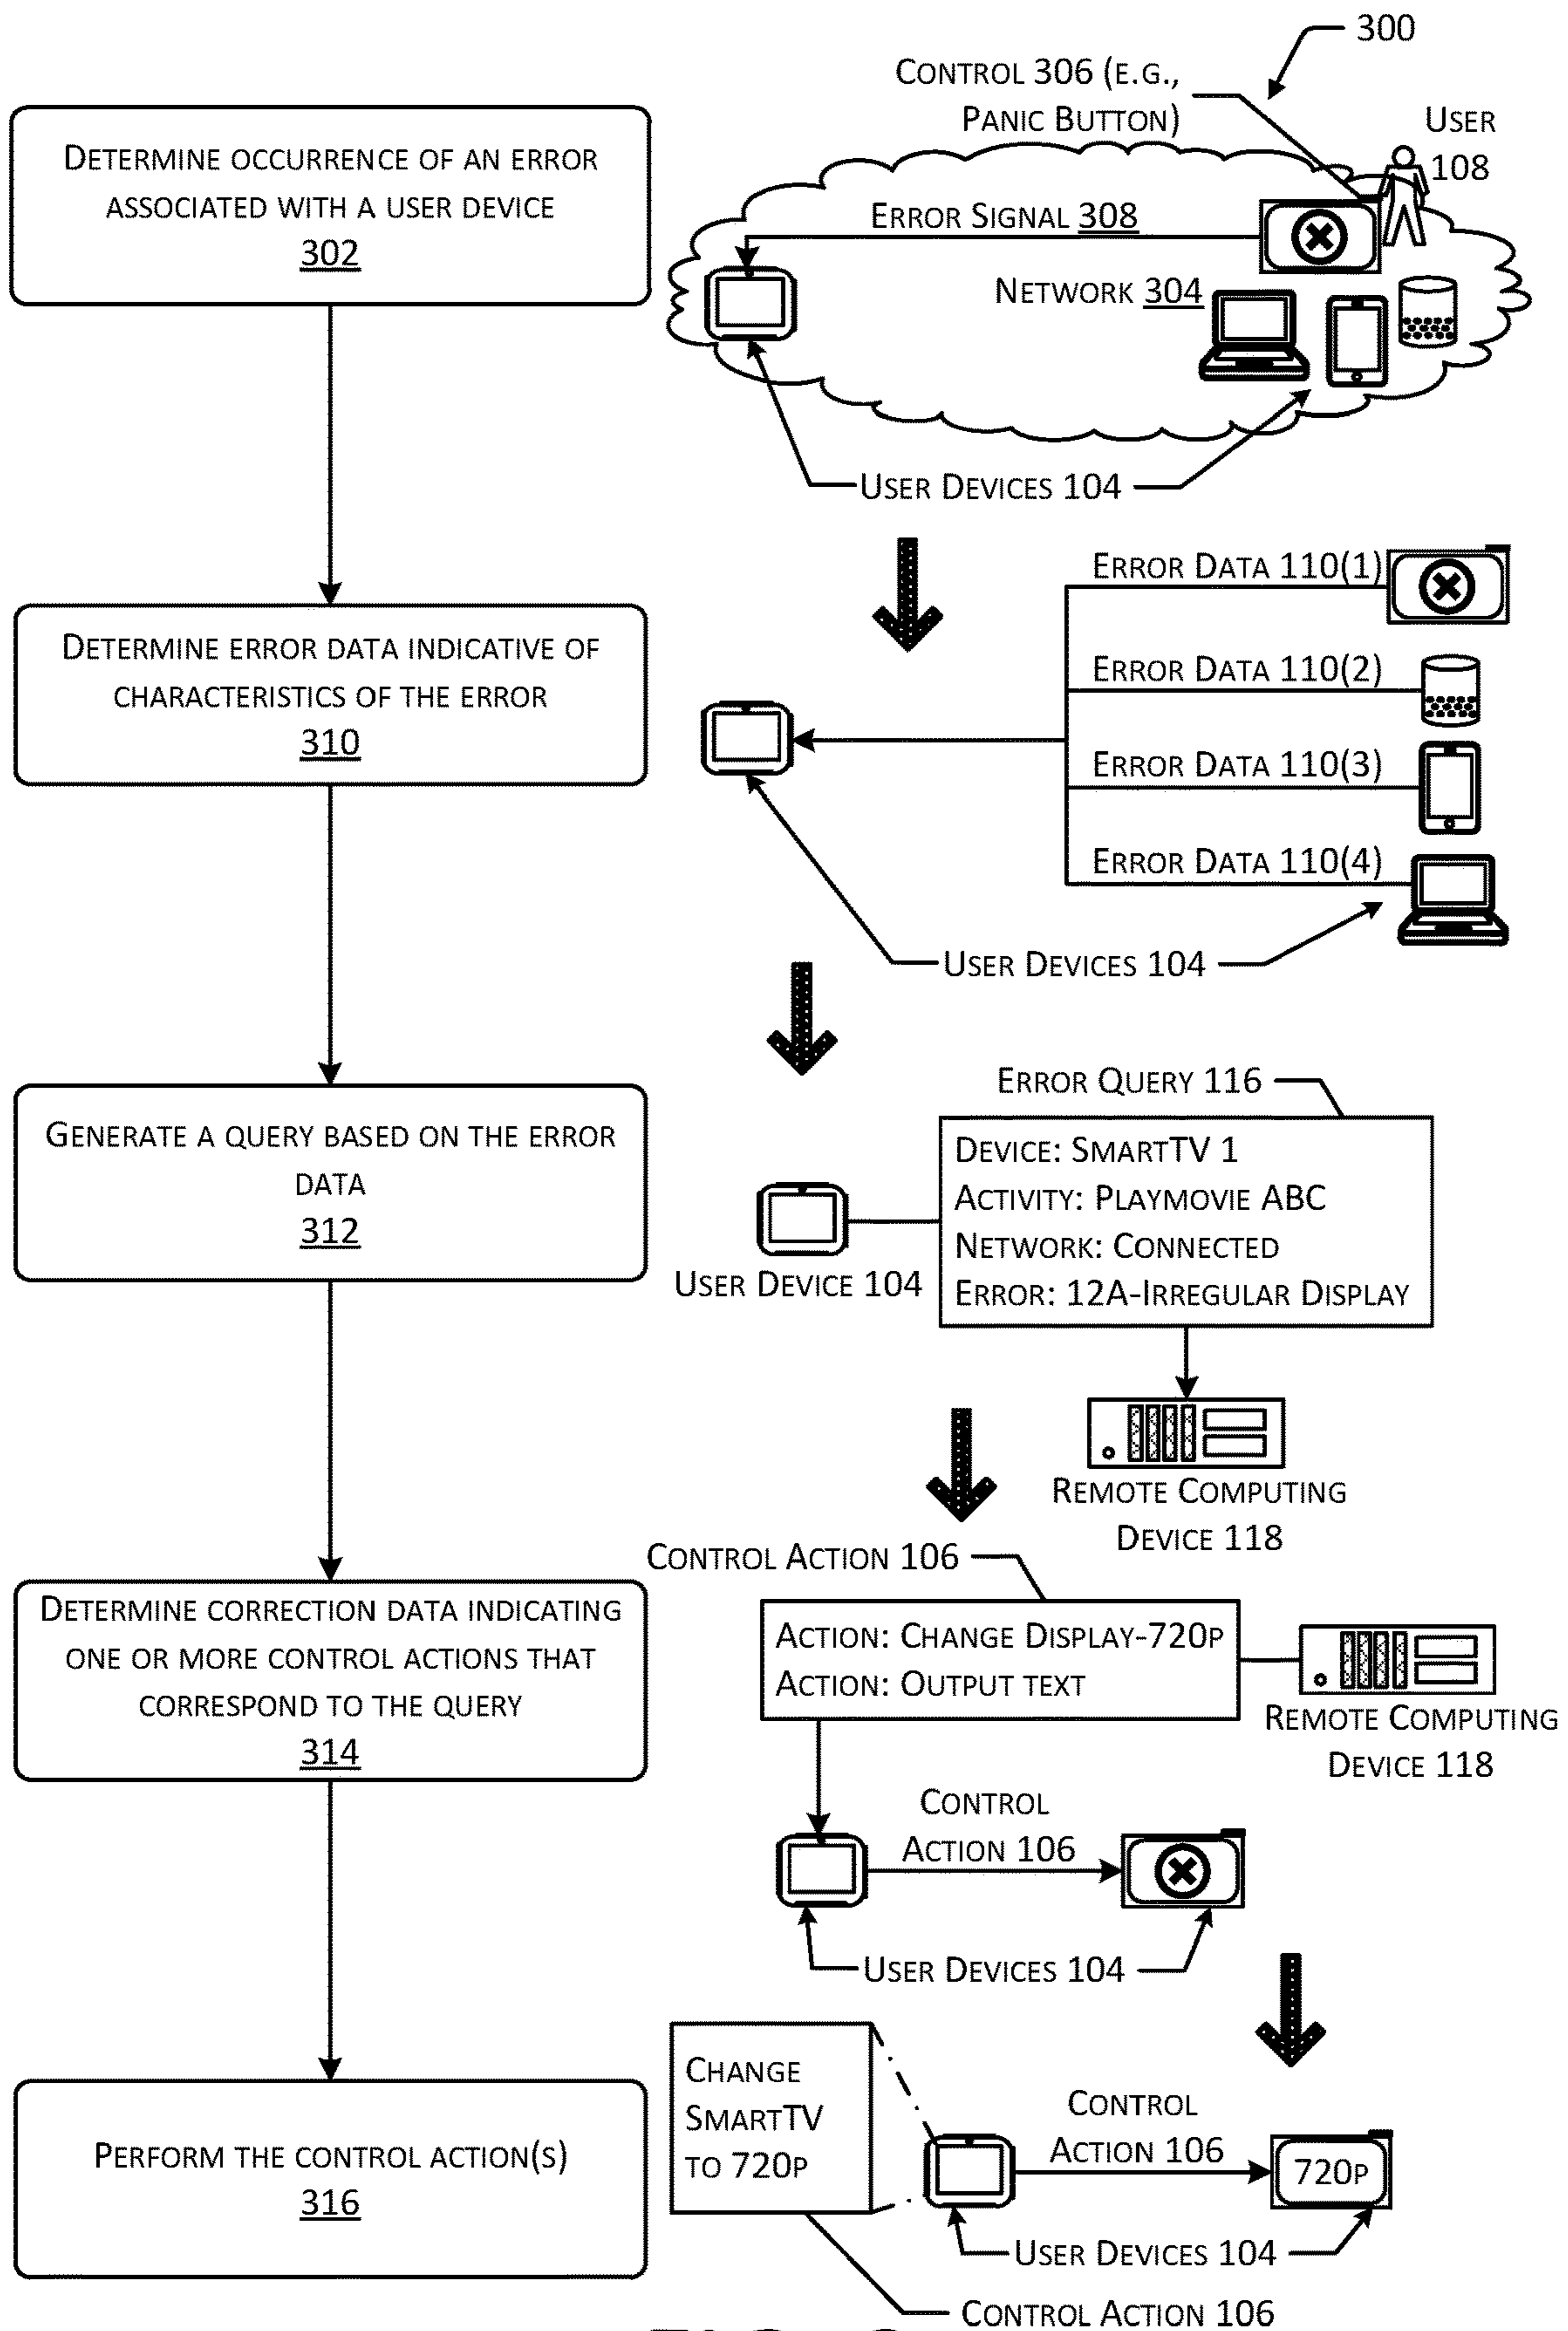 300
CONTROL 306 (E.G.,
PANIC BUTTON)
USER
108
DETERMINE OCCURRENCE OF AN ERROR
ASSOCIATED WITH A USER DEVICE
302
ERROR SIGNAL 308
NETWORK 304
USER DEVICES 104
DETERMINE ERROR DATA INDICATIVE OF
CHARACTERISTICS OF THE ERROR
310
ERROR DATA 110(1)
ERROR DATA 110(2)
ERROR DATA 110(3)
ERROR DATA 110(4)
USER DEVICES 104
GENERATE A QUERY BASED ON THE ERROR
DATA
312
ERROR QUERY 116
DEVICE: SMARTTV 1
ACTIVITY: PLAYMOVIE ABC
NETWORK: CONNECTED
ERROR: 12A-IRREGULAR DISPLAY
USER DEVICE 104
REMOTE COMPUTING
DEVICE 118
DETERMINE CORRECTION DATA INDICATING
ONE OR MORE CONTROL ACTIONS THAT
CORRESPOND TO THE QUERY
314
CONTROL ACTION 106
ACTION: CHANGE DISPLAY-720P
ACTION: OUTPUT TEXT
REMOTE COMPUTING
DEVICE 118
CONTROL
ACTION 106
USER DEVICES 104
PERFORM THE CONTROL ACTION(S)
316
CHANGE
SMARTTV
TO 720P
CONTROL
ACTION 106
720P
USER DEVICES 104
CONTROL ACTION 106